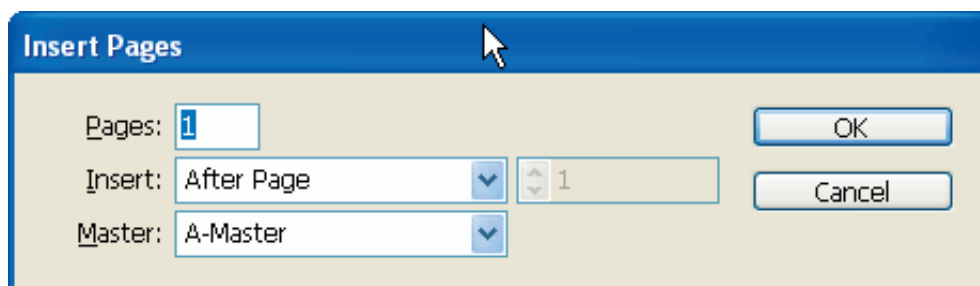 Insert Pages
Pages: 1 OK
Insert: After Page 1
Cancel
Master: A-Master